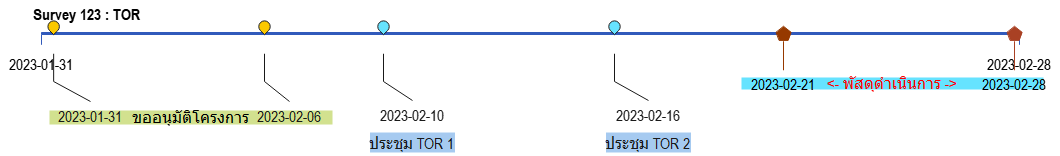 Survey 123 : TOR
2023-01-31
2023-02-28
2023-02-21 <- พัสดุดำเนินการ -> 2023-02-28
2023-01-31 ขออนุมัติโครงการ 2023-02-06
2023-02-10
2023-02-16
ประชุม TOR 1
ประชุม TOR 2